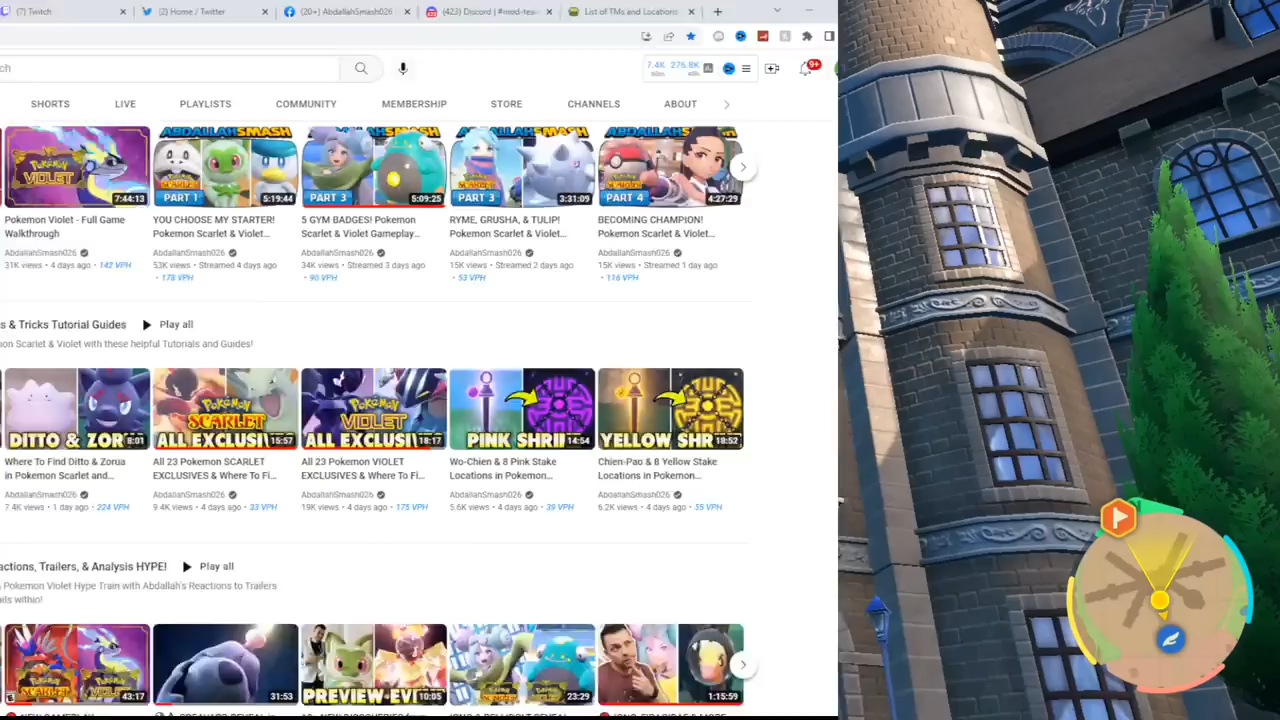 (7) Twitch
(2) Home / Twitter
(20+) AbdallahSmash026
(423) Discord | #mod-tea
List of TMs and Locations
ch
7.4K 276.8K
9+
SHORTS LIVE PLAYLISTS COMMUNITY MEMBERSHIP STORE CHANNELS ABOUT
POKÉMON VIOLET
7:44:13
ABDALLAHSMASH
PART 1
5:19:44
PART 3
5:09:25
PART 3
3:31:09
PART 4
4:27:29
Pokemon Violet - Full Game
Walkthrough
AbdallahSmash026
31K views • 4 days ago • 142 VPH
YOU CHOOSE MY STARTER!
Pokemon Scarlet & Violet...
AbdallahSmash026
53K views • Streamed 4 days ago
• 178 VPH
5 GYM BADGES! Pokemon
Scarlet & Violet Gameplay...
AbdallahSmash026
34K views • Streamed 3 days ago
• 90 VPH
RYME, GRUSHA, & TULIP!
Pokemon Scarlet & Violet...
AbdallahSmash026
15K views • Streamed 2 days ago
• 53 VPH
BECOMING CHAMPION!
Pokemon Scarlet & Violet...
AbdallahSmash026
15K views • Streamed 1 day ago
• 116 VPH
s & Tricks Tutorial Guides Play all
on Scarlet & Violet with these helpful Tutorials and Guides!
DITTO & ZOR
8:01
POKÉMON SCARLET
ALL EXCLUSI
15:57
POKÉMON VIOLET
ALL EXCLUSI
18:17
PINK SHRI
14:54
YELLOW SHR
18:52
Where To Find Ditto & Zorua
in Pokemon Scarlet and...
AbdallahSmash026
7.4K views • 1 day ago • 224 VPH
All 23 Pokemon SCARLET
EXCLUSIVES & Where To Fi...
AbdallahSmash026
9.4K views • 4 days ago • 33 VPH
All 23 Pokemon VIOLET
EXCLUSIVES & Where To Fi...
AbdallahSmash026
19K views • 4 days ago • 175 VPH
Wo-Chien & 8 Pink Stake
Locations in Pokemon...
AbdallahSmash026
5.6K views • 4 days ago • 39 VPH
Chien-Pao & 8 Yellow Stake
Locations in Pokemon...
AbdallahSmash026
6.2K views • 4 days ago • 55 VPH
actions, Trailers, & Analysis HYPE! Play all
Pokemon Violet Hype Train with Abdallah's Reactions to Trailers
ails within!
SCARLET VIOLET
43:17
31:53
PREVIEW EV
10:05
23:29
1:15:59